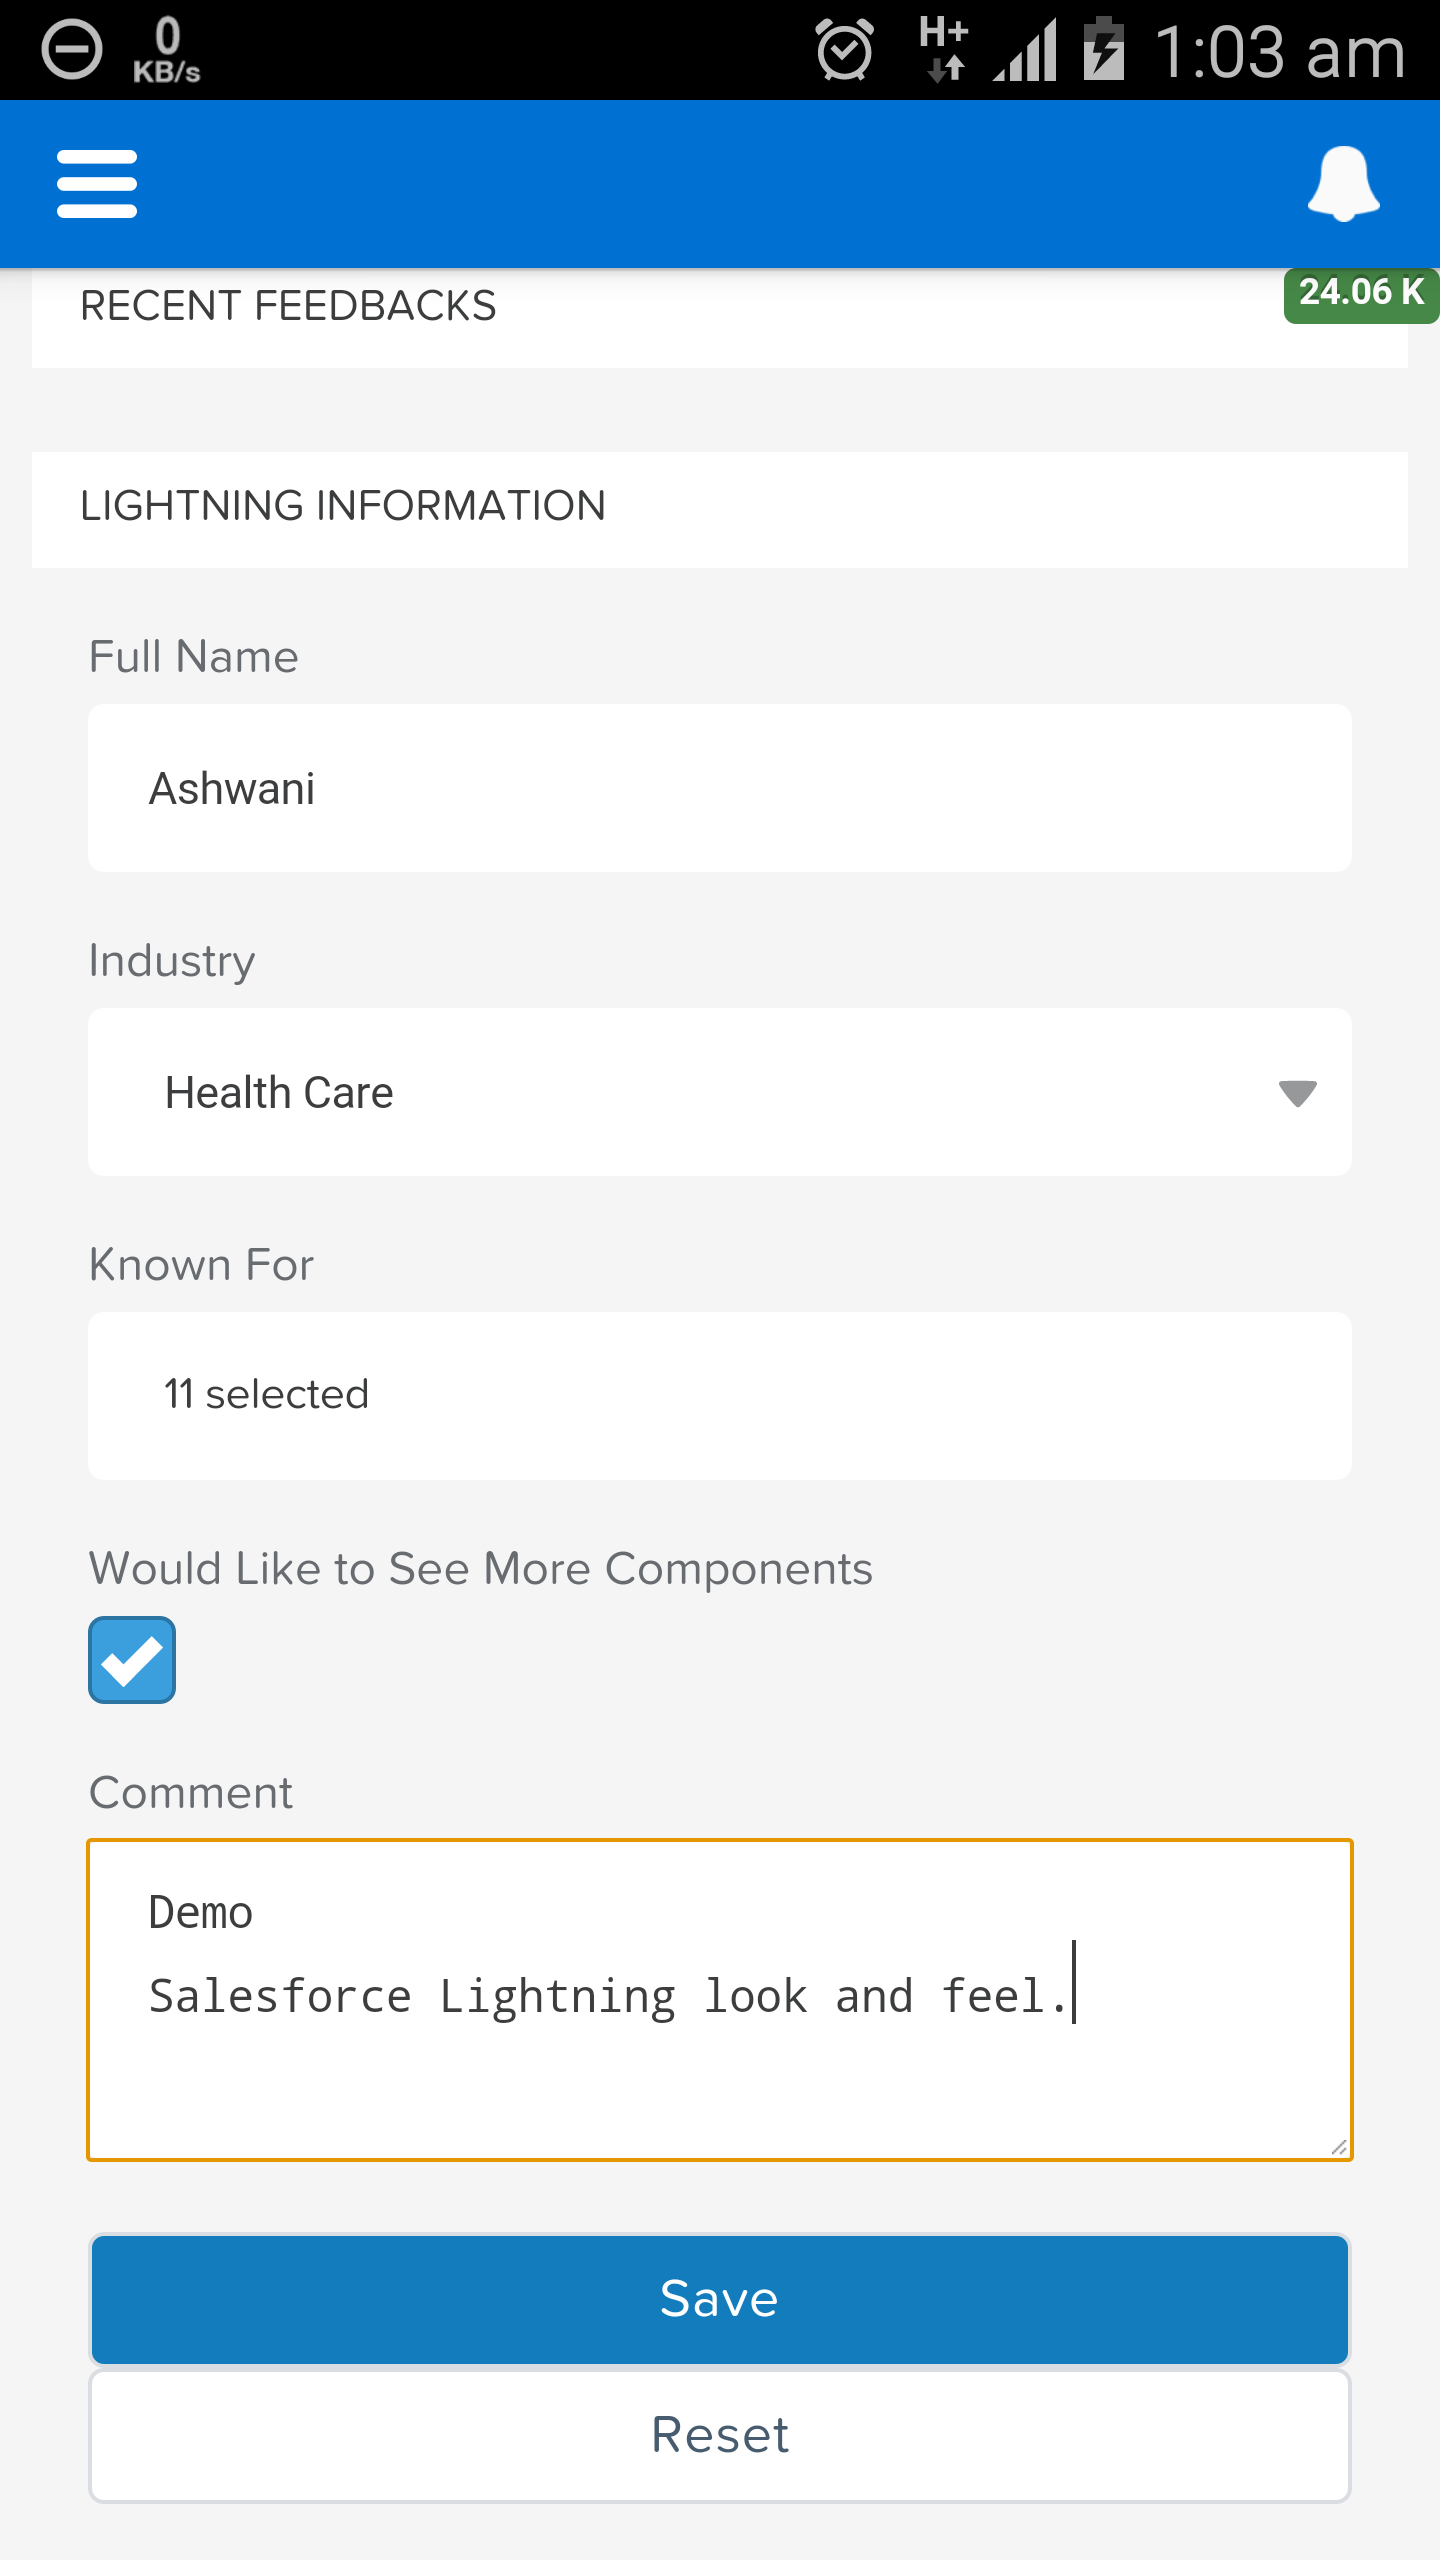 0
KB/s
H+
1:03 am
RECENT FEEDBACKS
24.06 K
LIGHTNING INFORMATION
Full Name
Ashwani
Industry
Health Care
Known For
11 selected
Would Like to See More Components
Comment
Demo
Salesforce Lightning look and feel.
Save
Reset